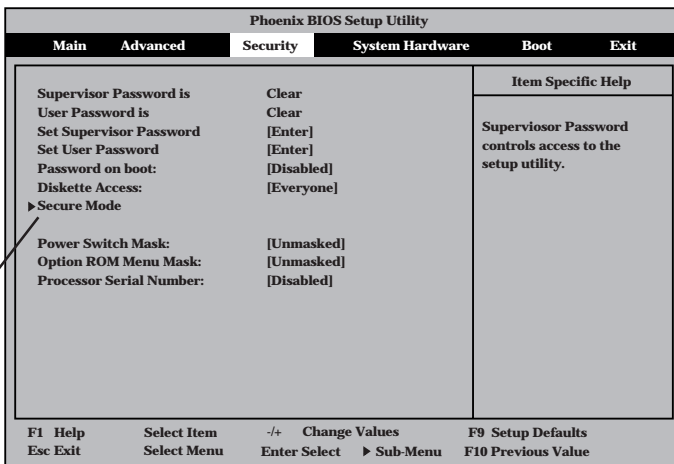 Phoenix BIOS Setup Utility
Main Advanced Security System Hardware Boot Exit
Item Specific Help
Supervisor Password is Clear
User Password is Clear
Set Supervisor Password [Enter]
Set User Password [Enter]
Password on boot: [Disabled]
Diskette Access: [Everyone]
▶Secure Mode
Power Switch Mask: [Unmasked]
Option ROM Menu Mask: [Unmasked]
Processor Serial Number: [Disabled]
Superviosor Password
controls access to the
setup utility.
F1 Help Select Item -/+ Change Values F9 Setup Defaults
Esc Exit Select Menu Enter Select ▶ Sub-Menu F10 Previous Value